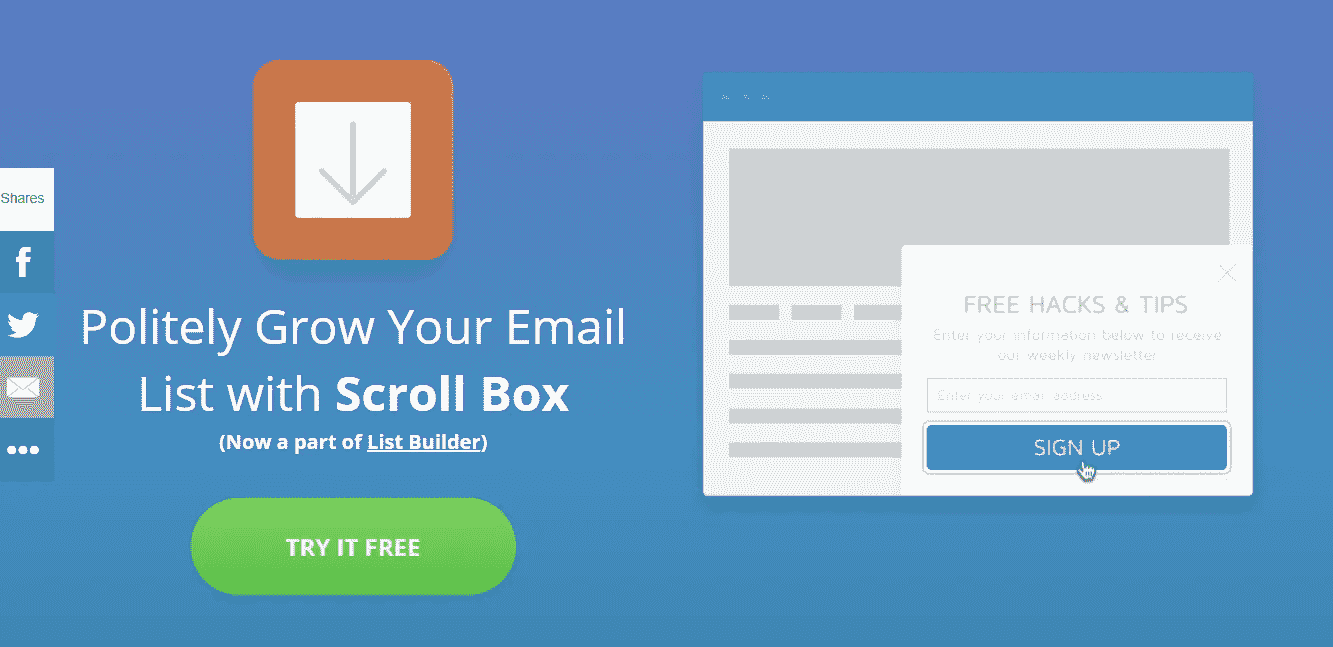 Shares
Politely Grow Your Email
List with Scroll Box
(Now a part of List Builder)
TRY IT FREE
FREE HACKS & TIPS
Enter your information below to receive
our weekly newsletter
Enter your email address
SIGN UP